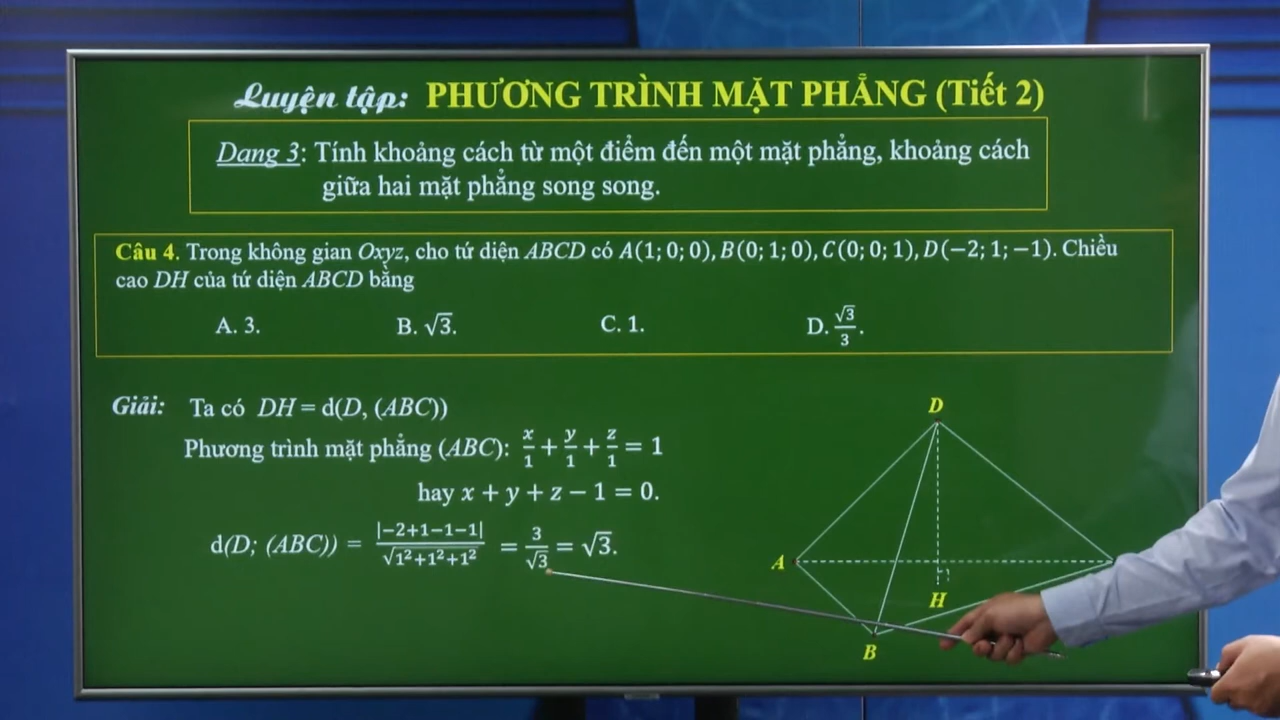 Luyện tập: PHƯƠNG TRÌNH MẶT PHẲNG (Tiết 2)
Dạng 3: Tính khoảng cách từ một điểm đến một mặt phẳng, khoảng cách
giữa hai mặt phẳng song song.
Câu 4. Trong không gian Oxyz, cho tứ diện ABCD có A(1; 0; 0), B(0; 1; 0), C(0; 0; 1), D(−2; 1; −1). Chiều
cao DH của tứ diện ABCD bằng
A. 3. B. √3. C. 1. D. √3/3.
Giải: Ta có DH = d(D, (ABC))
Phương trình mặt phẳng (ABC): x/1 + y/1 + z/1 = 1
hay x + y + z − 1 = 0.
d(D; (ABC)) = |−2+1−1−1|/√1²+1²+1² = 3/√3 = √3.
D
A
H
B